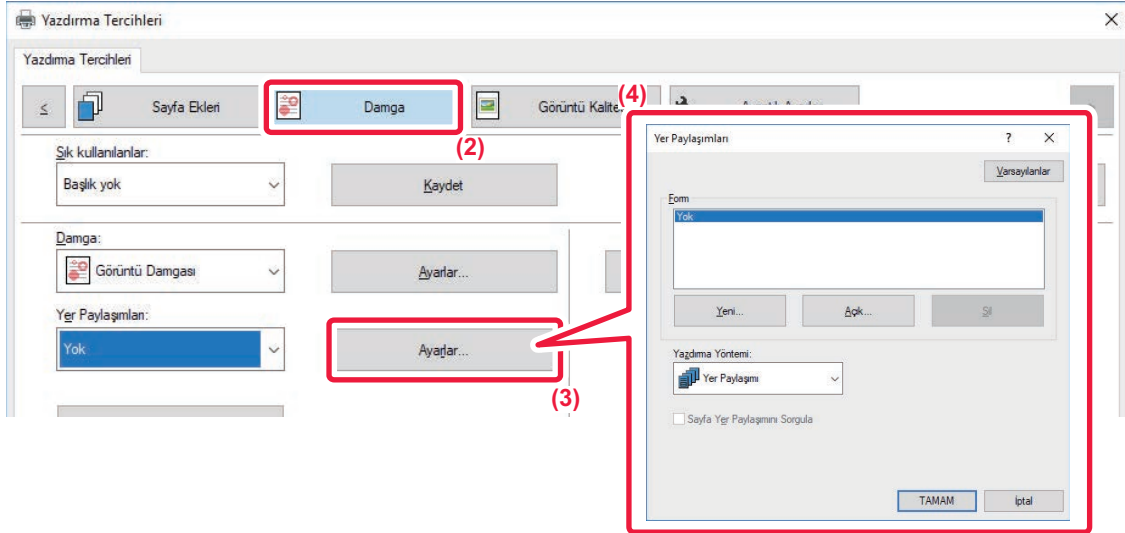 Yazdırma Tercihleri
Yazdırma Tercihleri
≤ Sayfa Ekleri Damga Görüntü Kalite
(4)
(2)
Sık kullanılanlar:
Başlık yok Kaydet
Damga:
Görüntü Damgası Ayarlar...
Yer Paylaşımları:
Yok Ayarlar...
(3)
Yer Paylaşımları ? X
Varsayılanlar
Form
Yok
Yeni... Açık... Sil
Yazdırma Yöntemi:
Yer Paylaşımı
Sayfa Yer Paylaşımını Sorgula
TAMAM İptal